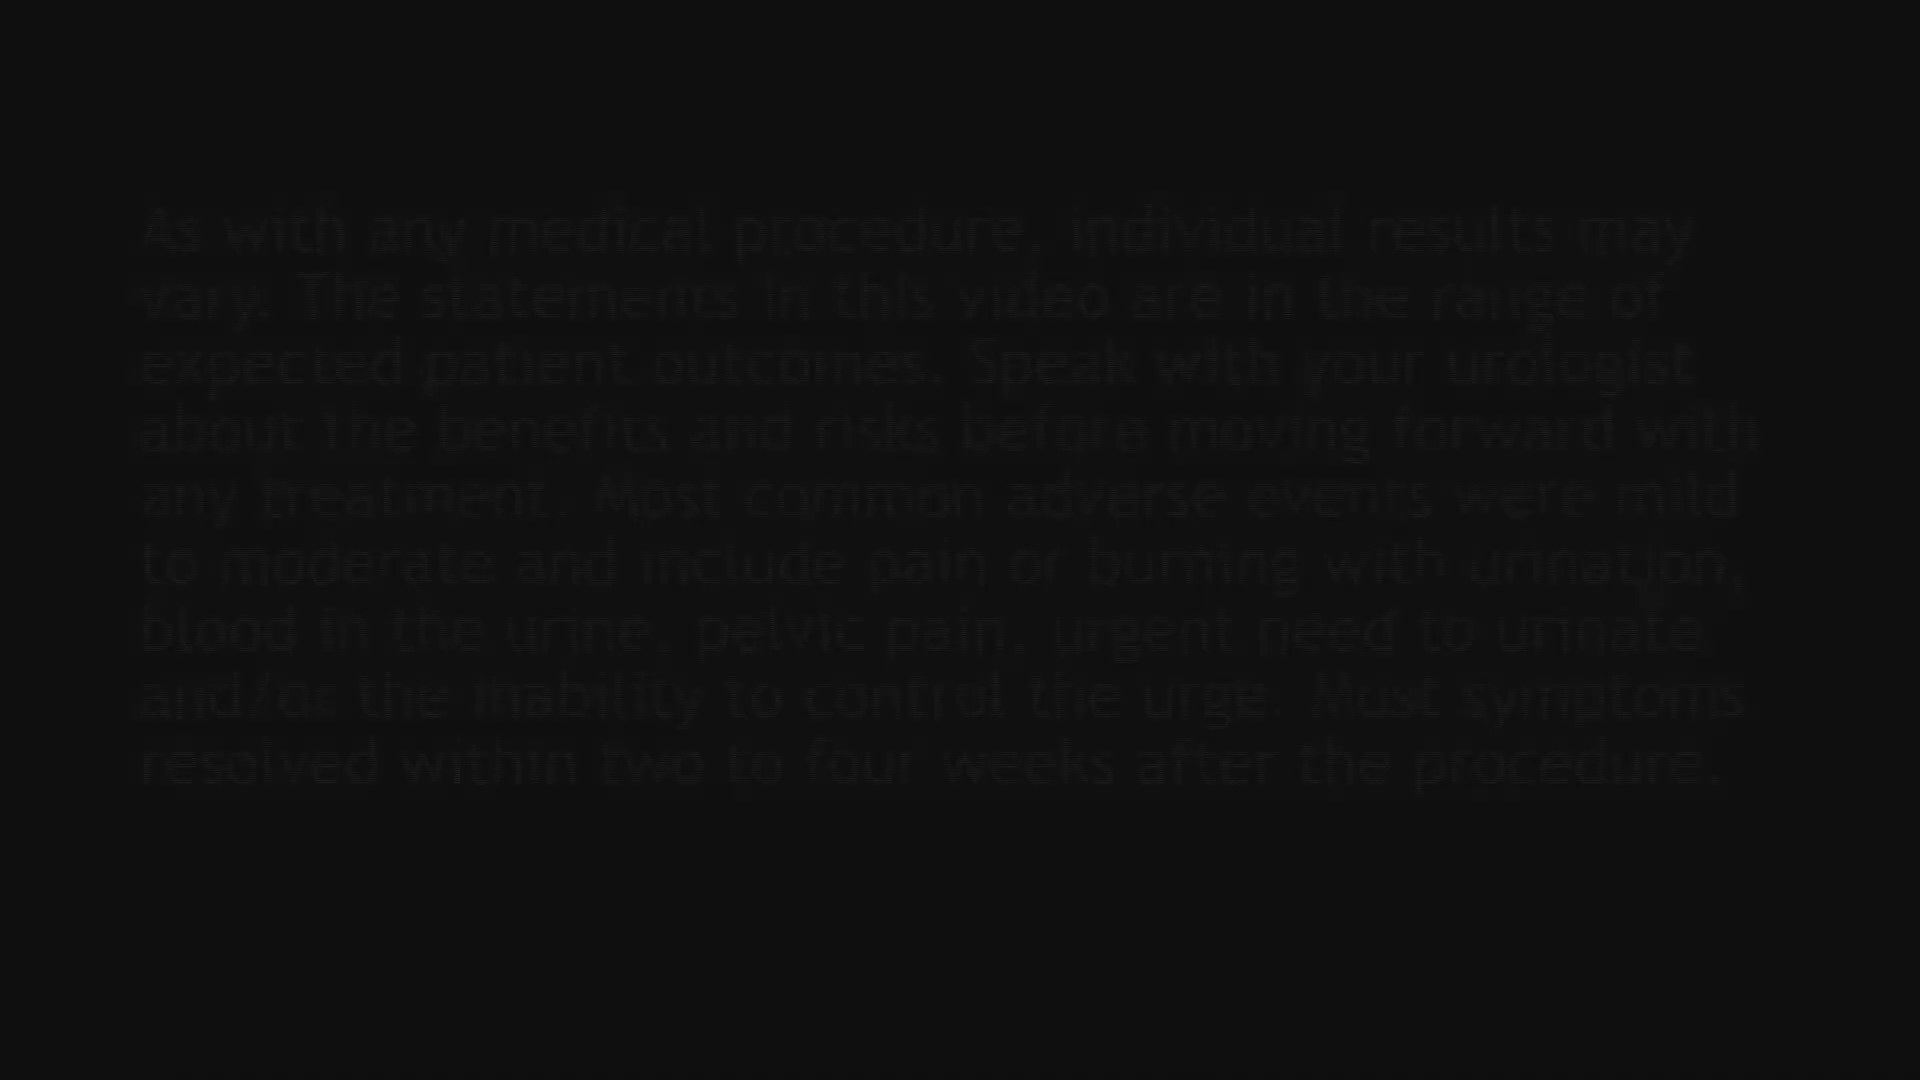 As with any medical procedure, individual results may
vary. The statements in this video are in the range of
expected patient outcomes. Speak with your urologist
about the benefits and risks before moving forward with
any treatment. Most common adverse events were mild
to moderate and include pain or burning with urination,
blood in the urine, pelvic pain, urgent need to urinate
and/or the inability to control the urge. Most symptoms
resolved within two to four weeks after the procedure.